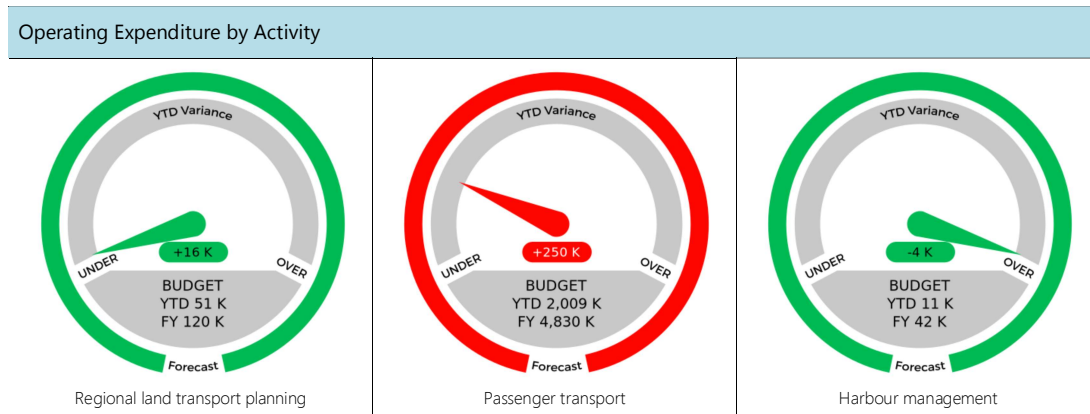 Operating Expenditure by Activity
YTD Variance
+16 K
UNDER
OVER
BUDGET
YTD 51 K
FY 120 K
Forecast
Regional land transport planning
YTD Variance
+250 K
UNDER
OVER
BUDGET
YTD 2,009 K
FY 4,830 K
Forecast
Passenger transport
YTD Variance
-4 K
UNDER
OVER
BUDGET
YTD 11 K
FY 42 K
Forecast
Harbour management